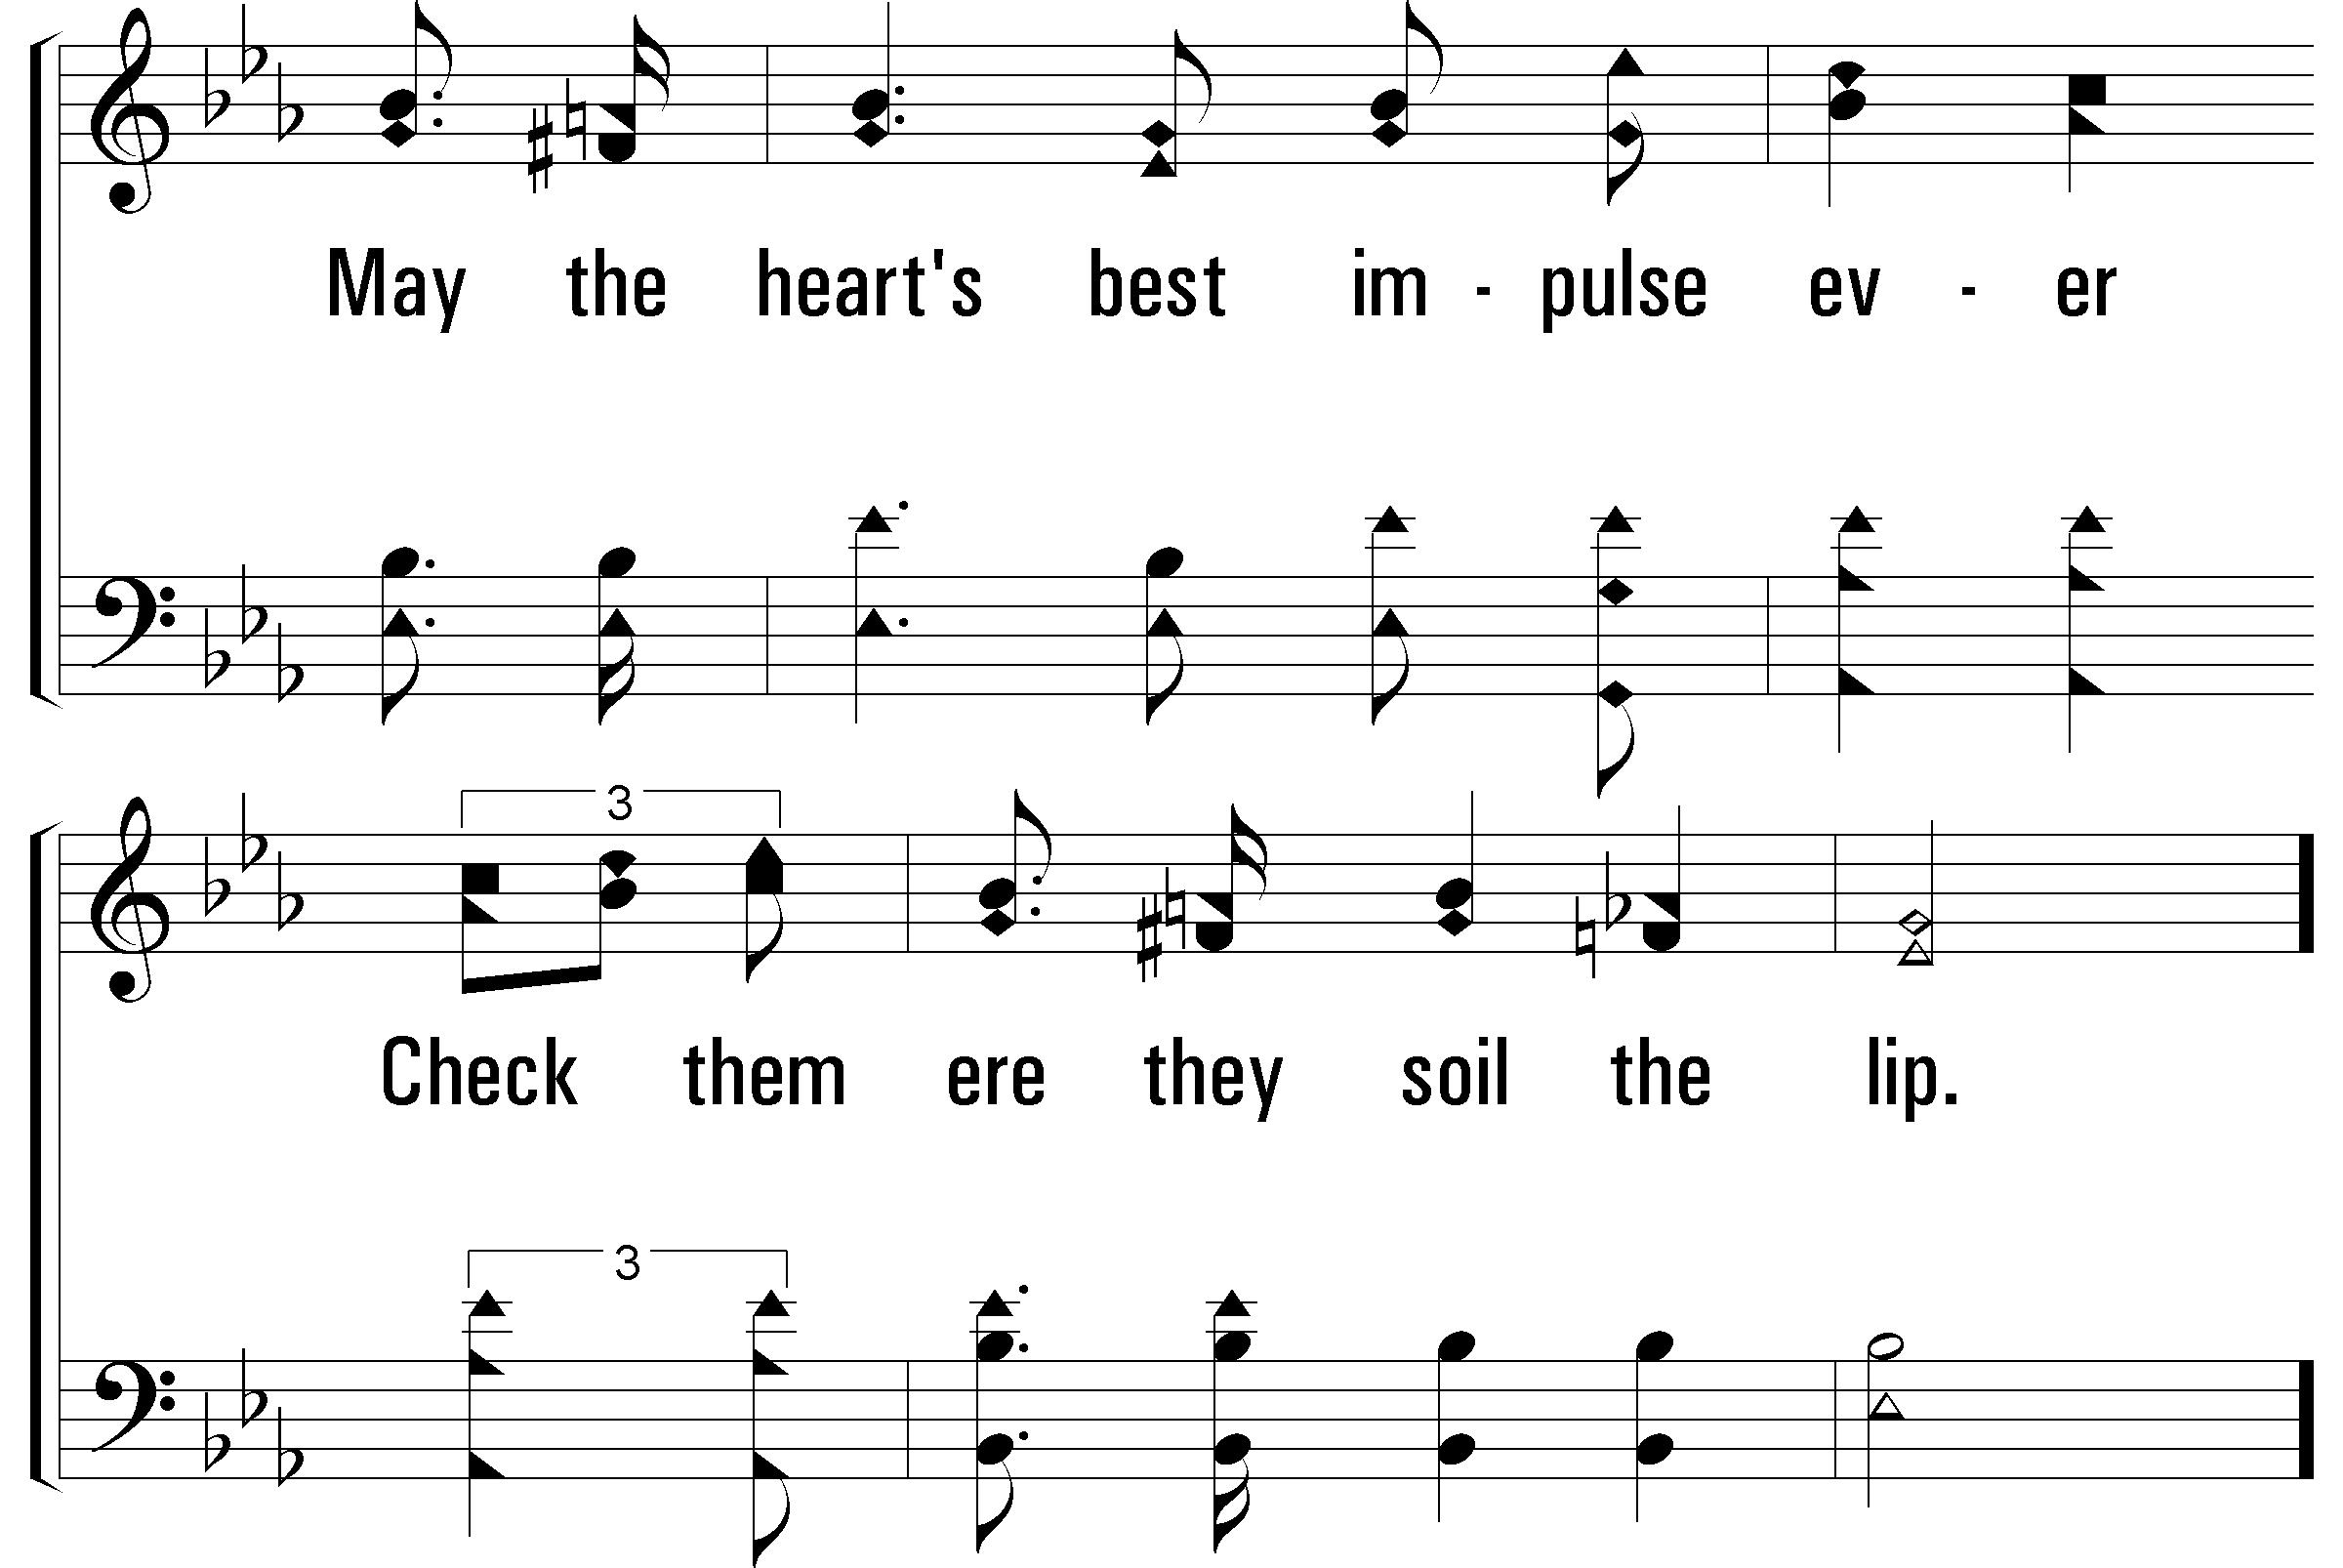 May the heart's best im - pulse ev - er
3
Check them ere they soil the lip.
3